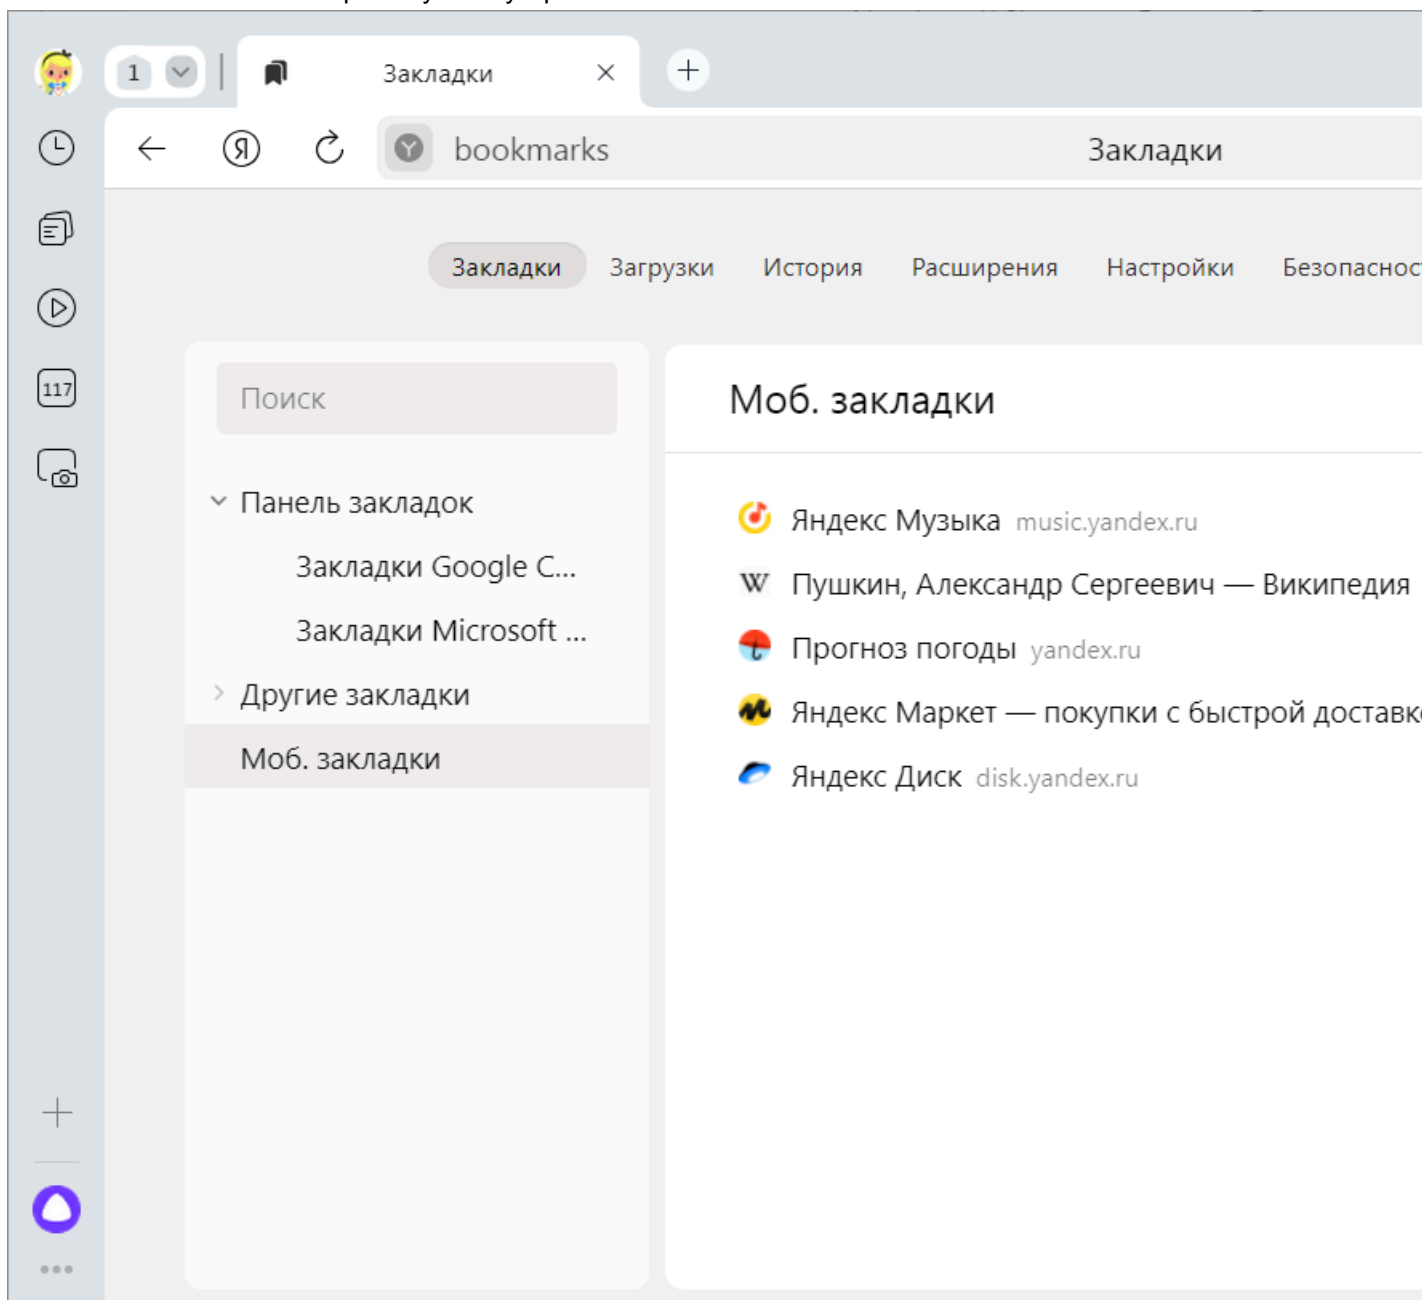 1 Закладки
bookmarks Закладки
Закладки Загрузки История Расширения Настройки Безопаснос
117
Поиск
Панель закладок
Закладки Google C...
Закладки Microsoft ...
Другие закладки
Моб. закладки
Моб. закладки
Яндекс Музыка music.yandex.ru
Пушкин, Александр Сергеевич — Википедия
Прогноз погоды yandex.ru
Яндекс Маркет — покупки с быстрой доставк
Яндекс Диск disk.yandex.ru